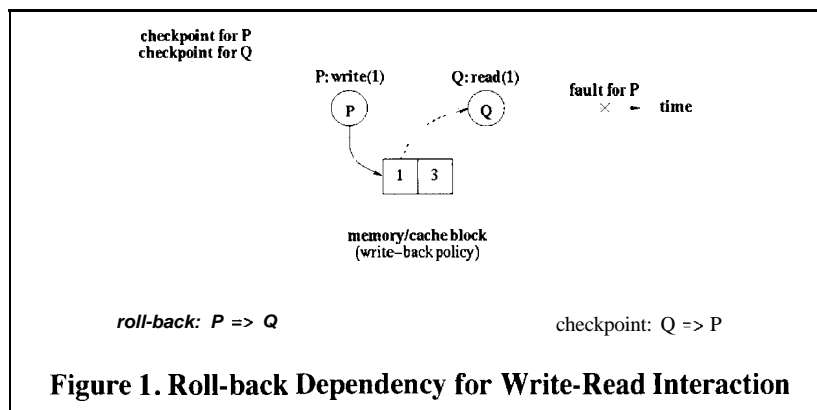 checkpoint for P
checkpoint for Q
P: write(1)
Q: read(1)
fault for P
P
Q
× time
1 3
memory/cache block
(write–back policy)
roll-back: P => Q
checkpoint: Q => P
Figure 1. Roll-back Dependency for Write-Read Interaction